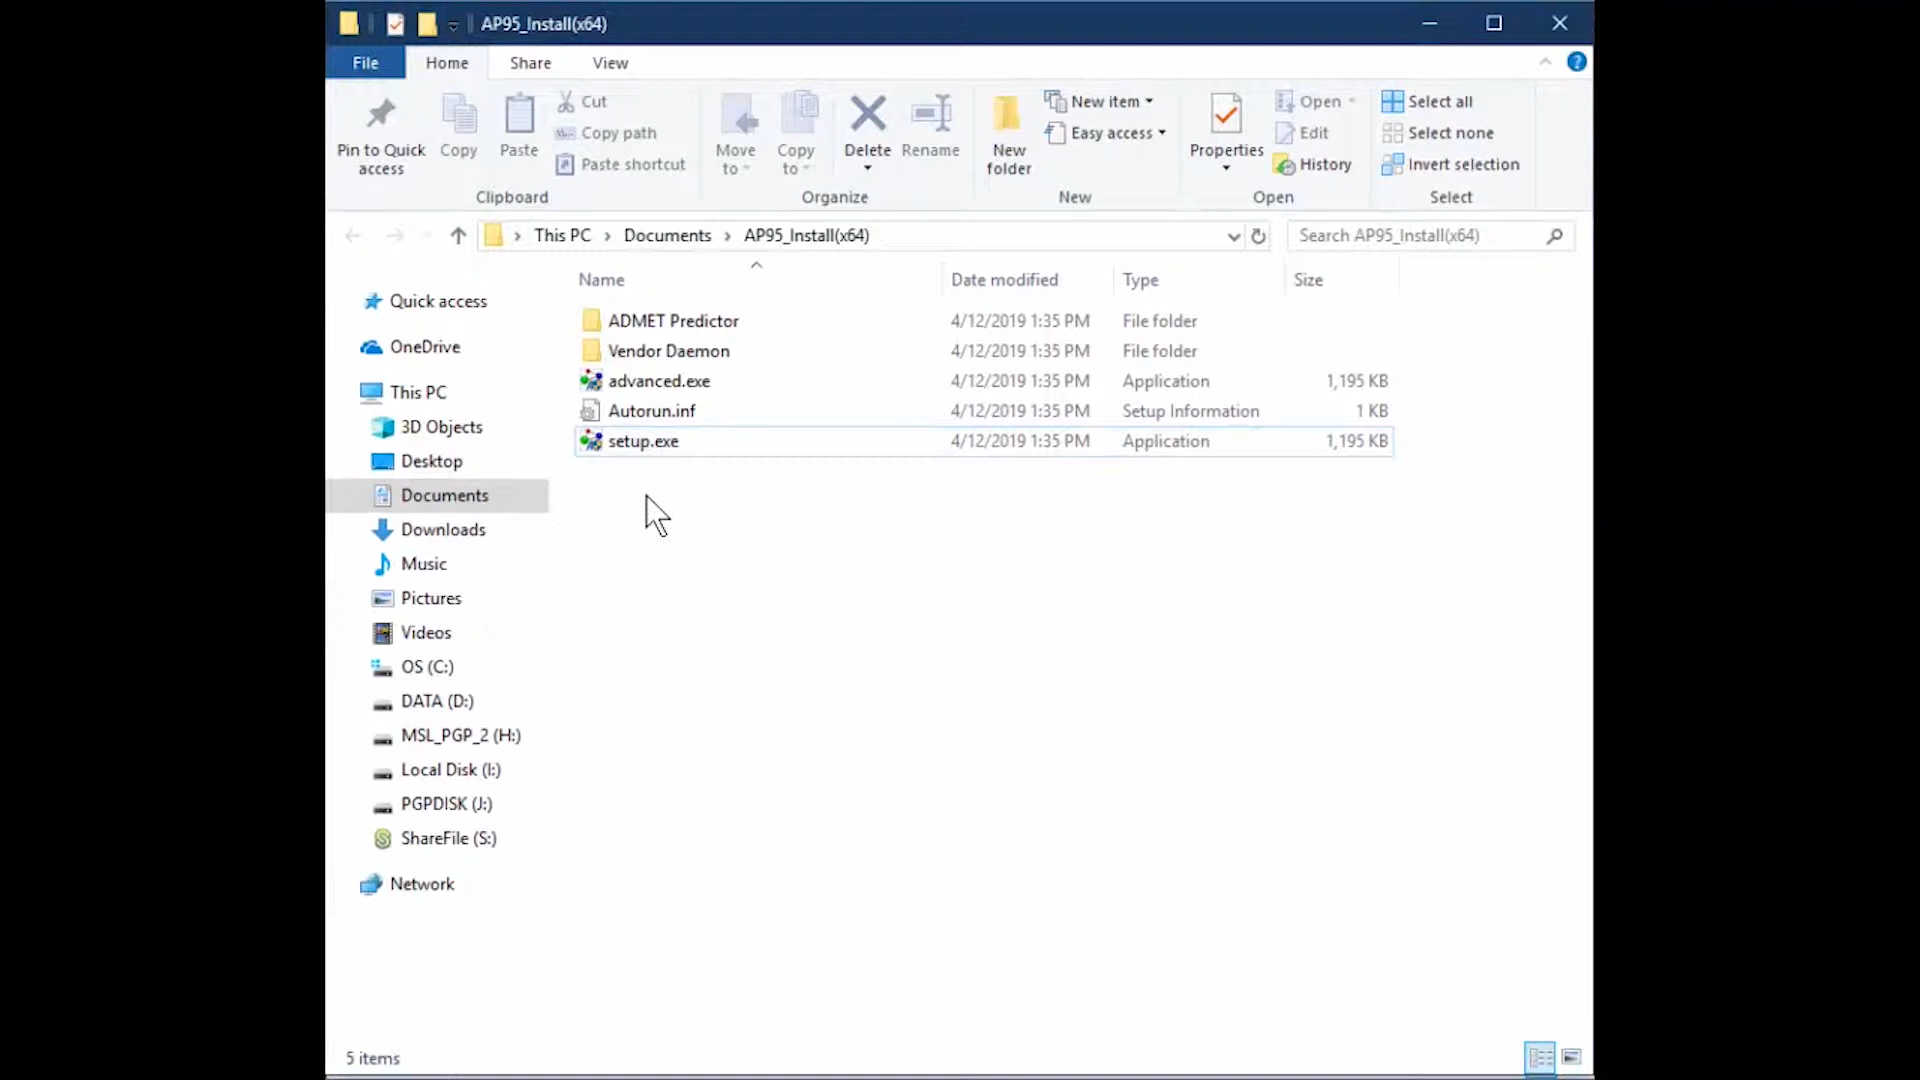 AP95_Install(x64)
File Home Share View
Pin to Quick access
Copy
Paste
Cut
Copy path
Paste shortcut
Clipboard
Move to
Copy to
Delete
Rename
Organize
New folder
New item
Easy access
New
Properties
Open
Edit
History
Open
Select all
Select none
Invert selection
Select
This PC > Documents > AP95_Install(x64)
Search AP95_Install(x64)
Quick access
OneDrive
This PC
3D Objects
Desktop
Documents
Downloads
Music
Pictures
Videos
OS (C:)
DATA (D:)
MSL_PGP_2 (H:)
Local Disk (I:)
PGPDISK (J:)
ShareFile (S:)
Network
Name Date modified Type Size
ADMET Predictor 4/12/2019 1:35 PM File folder
Vendor Daemon 4/12/2019 1:35 PM File folder
advanced.exe 4/12/2019 1:35 PM Application 1,195 KB
Autorun.inf 4/12/2019 1:35 PM Setup Information 1 KB
setup.exe 4/12/2019 1:35 PM Application 1,195 KB
5 items